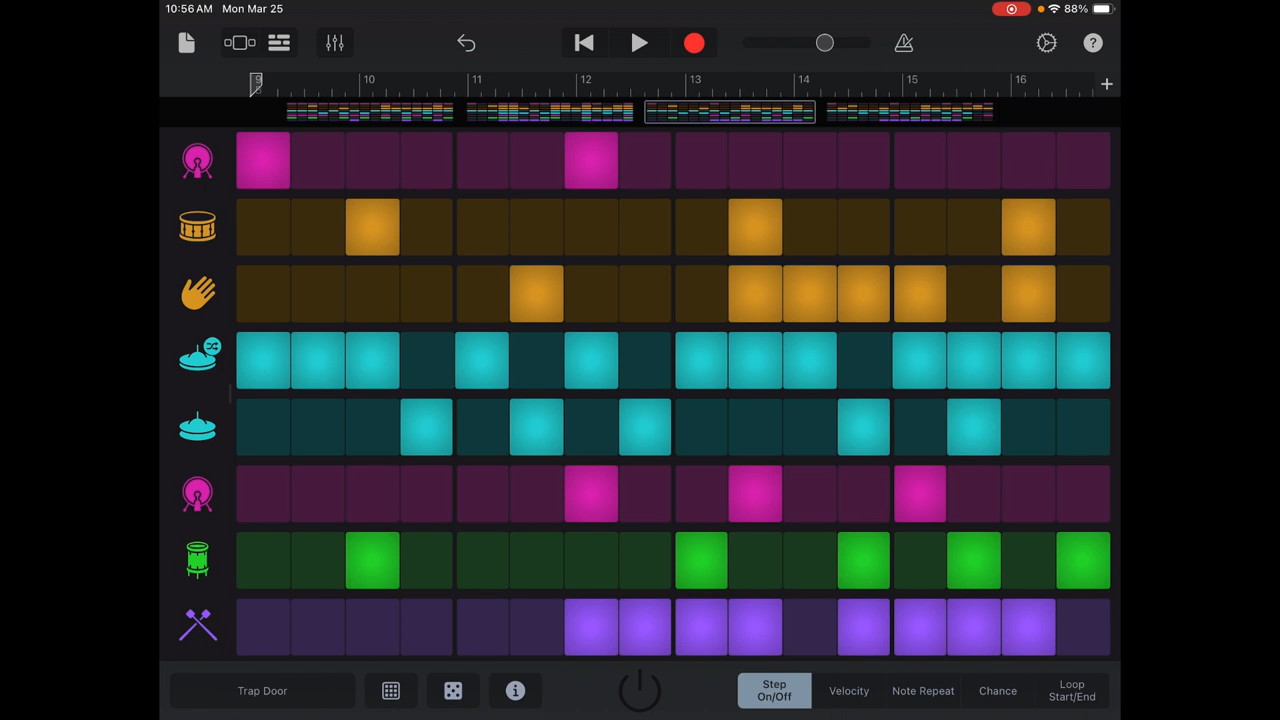 10:56 AM Mon Mar 25 88%
?
9 10 11 12 13 14 15 16 +
Trap Door
Step
On/Off
Velocity
Note Repeat
Chance
Loop
Start/End